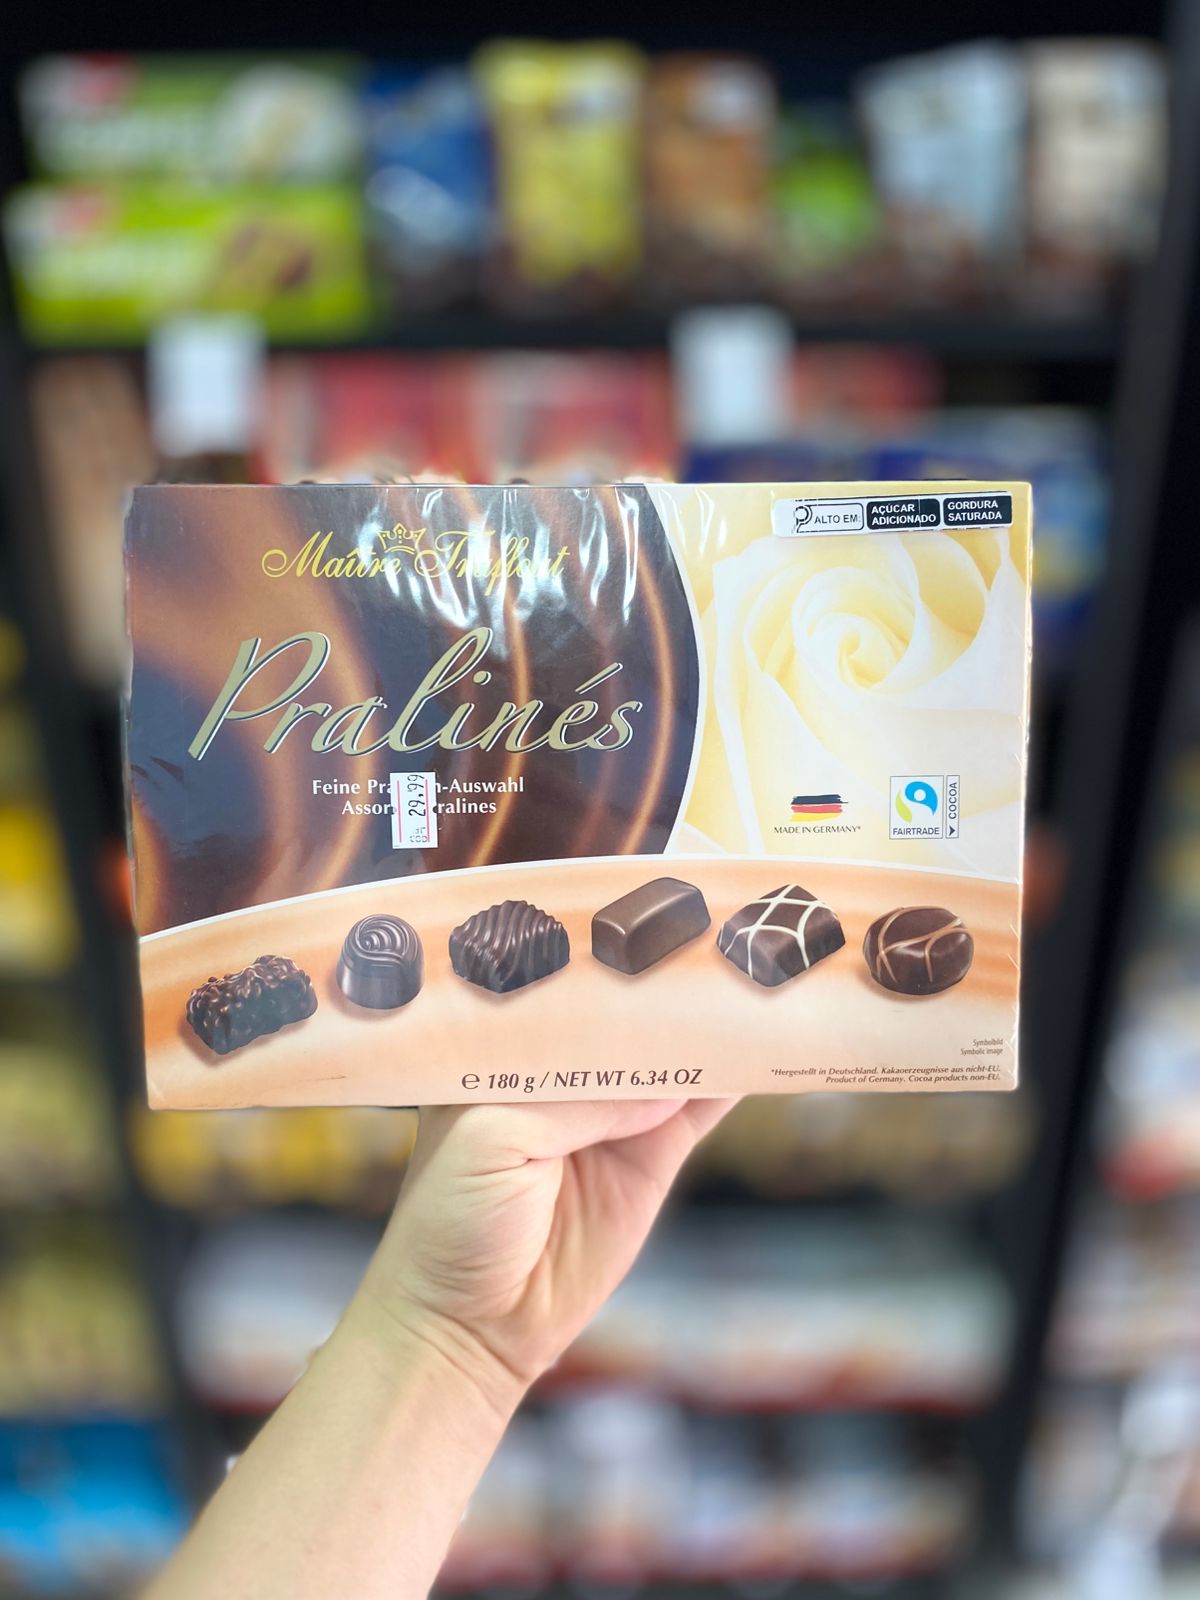 Maître Truffout
Pralinés
Feine Pra n-Auswahl
Assor ralines
29,99
ALTO EM:
AÇÚCAR
ADICIONADO
GORDURA
SATURADA
MADE IN GERMANY*
FAIRTRADE
COCOA
Symbolbild
Symbolic image
℮ 180 g / NET WT 6.34 OZ
*Hergestellt in Deutschland. Kakaoerzeugnisse aus nicht-EU.
Product of Germany. Cocoa products non-EU.